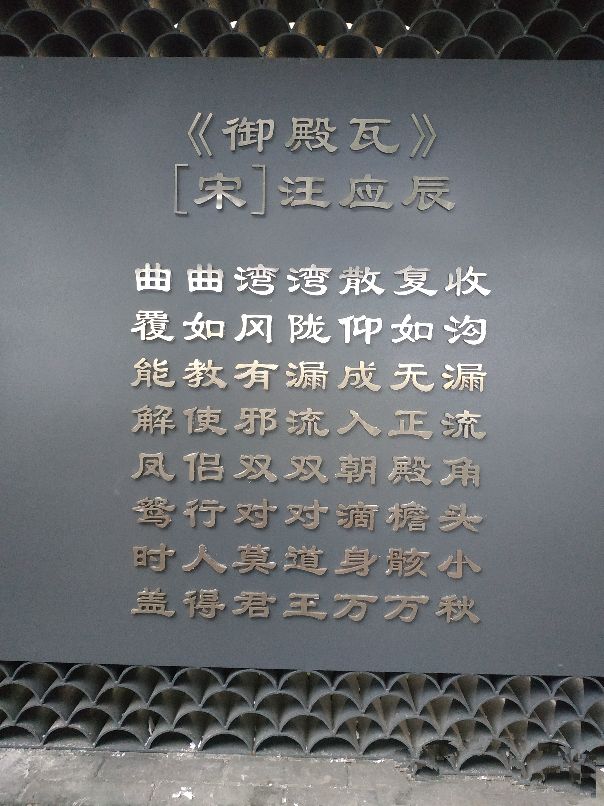 《御殿瓦》
[宋]汪应辰
曲曲湾湾散复收
覆如冈陇仰如沟
能教有漏成无漏
解使邪流入正流
凤侣双双朝殿角
鸳行对对滴檐头
时人莫道身骸小
盖得君王万万秋